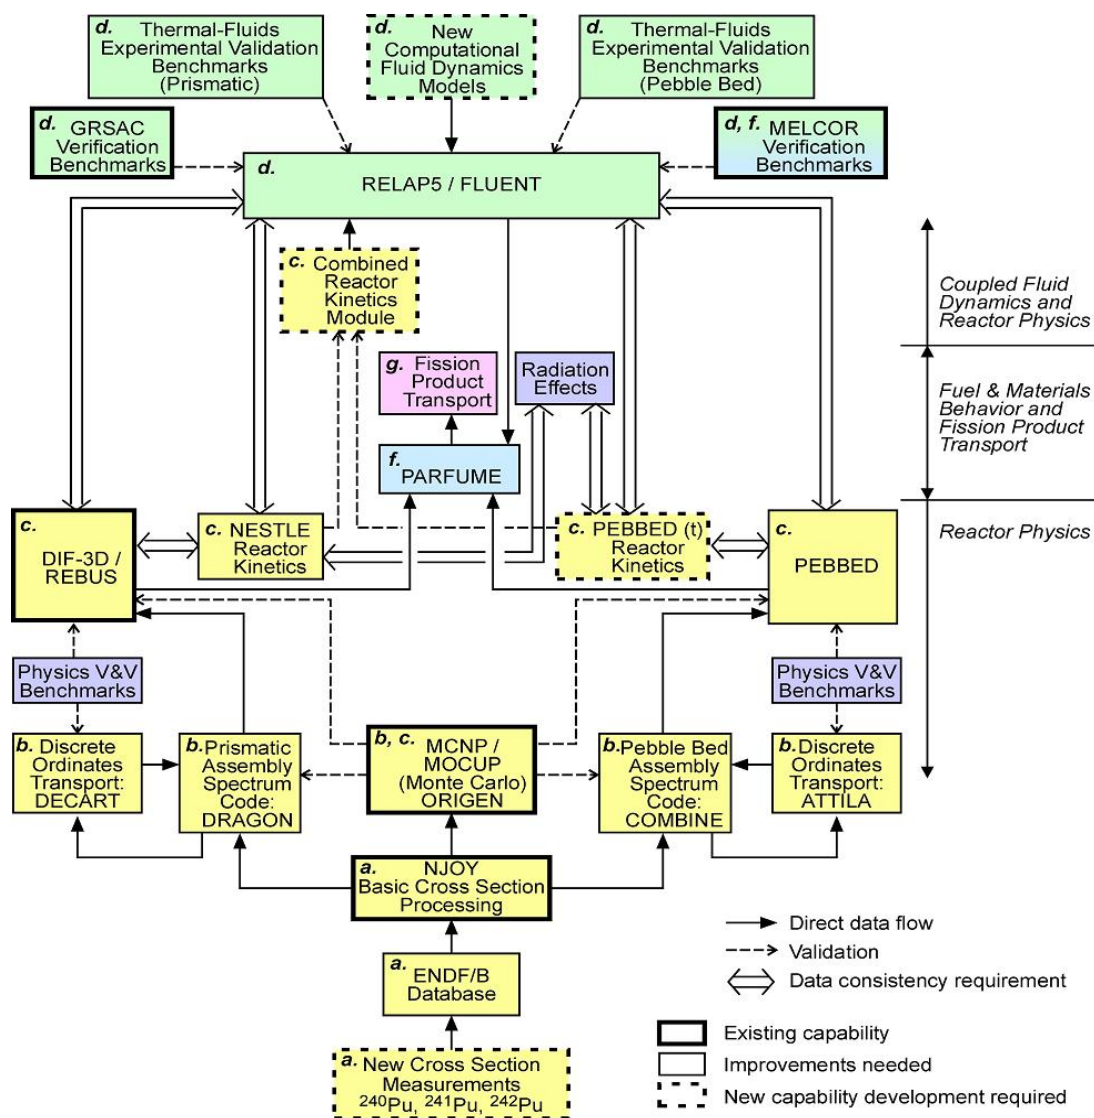 d. Thermal-Fluids
Experimental Validation
Benchmarks
(Prismatic)
d. New
Computational
Fluid Dynamics
Models
d. Thermal-Fluids
Experimental Validation
Benchmarks
(Pebble Bed)
d. GRSAC
Verification
Benchmarks
d, f. MELCOR
Verification
Benchmarks
d.
RELAP5 / FLUENT
c. Combined
Reactor
Kinetics
Module
Coupled Fluid
Dynamics and
Reactor Physics
g. Fission
Product
Transport
Radiation
Effects
Fuel & Materials
Behavior and
Fission Product
Transport
f.
PARFUME
c.
DIF-3D /
REBUS
c. NESTLE
Reactor
Kinetics
c. PEBBED (t)
Reactor
Kinetics
c.
PEBBED
Reactor Physics
Physics V&V
Benchmarks
Physics V&V
Benchmarks
b. Discrete
Ordinates
Transport:
DECART
b. Prismatic
Assembly
Spectrum
Code:
DRAGON
b, c. MCNP /
MOCUP
(Monte Carlo)
ORIGEN
b. Pebble Bed
Assembly
Spectrum
Code:
COMBINE
b. Discrete
Ordinates
Transport:
ATTILA
a. NJOY
Basic Cross Section
Processing
a. ENDF/B
Database
a. New Cross Section
Measurements
²⁴⁰Pu, ²⁴¹Pu, ²⁴²Pu
Direct data flow
Validation
Data consistency requirement
Existing capability
Improvements needed
New capability development required